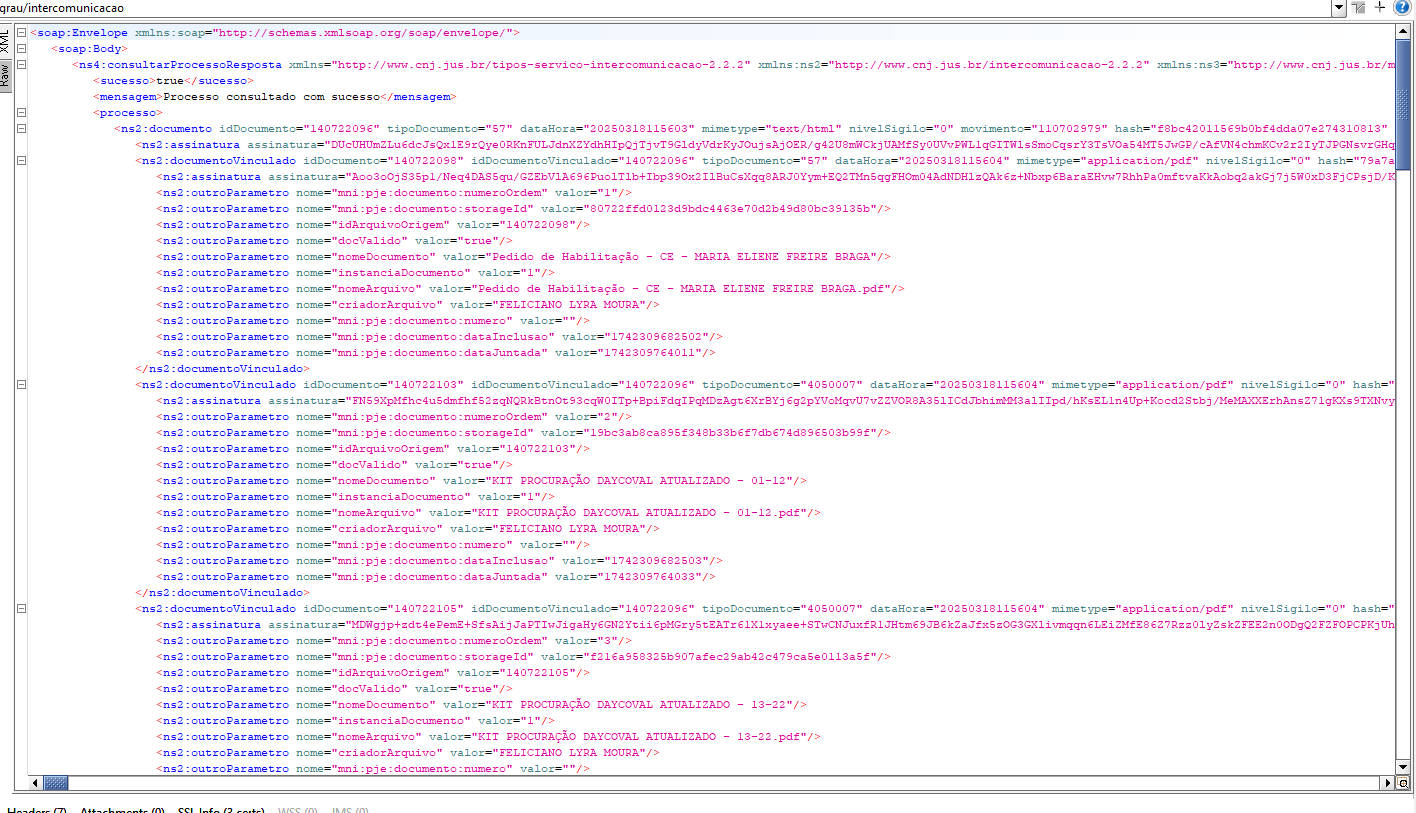 grau/intercomunicacao
XML
Raw
<soap:Envelope xmlns:soap="http://schemas.xmlsoap.org/soap/envelope/">
<soap:Body>
<ns4:consultarProcessoResposta xmlns="http://www.cnj.jus.br/tipos-servico-intercomunicacao-2.2.2" xmlns:ns2="http://www.cnj.jus.br/intercomunicacao-2.2.2" xmlns:ns3="http://www.cnj.jus.br/m
<sucesso>true</sucesso>
<mensagem>Processo consultado com sucesso</mensagem>
<processo>
<ns2:documento idDocumento="140722096" tipoDocumento="57" dataHora="20250318115603" mimetype="text/html" nivelSigilo="0" movimento="110702979" hash="f8bc42011569b0bf4dda07e274310813"
<ns2:assinatura assinatura=
<ns2:documentoVinculado idDocumento="140722098" idDocumentoVinculado="140722096" tipoDocumento="57" dataHora="20250318115604" mimetype="application/pdf" nivelSigilo="0" hash="79a7a
<ns2:assinatura assinatura=
<ns2:outroParametro nome="mni:pje:documento:numeroOrdem" valor="1"/>
<ns2:outroParametro nome="mni:pje:documento:storageId" valor="80722ffd0123d9bdc4463e70d2b49d80bc39135b"/>
<ns2:outroParametro nome="idArquivoOrigem" valor="140722098"/>
<ns2:outroParametro nome="docValido" valor="true"/>
<ns2:outroParametro nome="nomeDocumento" valor="Pedido de Habilitação - CE - MARIA ELIENE FREIRE BRAGA"/>
<ns2:outroParametro nome="instanciaDocumento" valor="1"/>
<ns2:outroParametro nome="nomeArquivo" valor="Pedido de Habilitação - CE - MARIA ELIENE FREIRE BRAGA.pdf"/>
<ns2:outroParametro nome="criadorArquivo" valor="FELICIANO LYRA MOURA"/>
<ns2:outroParametro nome="mni:pje:documento:numero" valor=""/>
<ns2:outroParametro nome="mni:pje:documento:dataInclusao" valor="1742309682502"/>
<ns2:outroParametro nome="mni:pje:documento:dataJuntada" valor="1742309764011"/>
</ns2:documentoVinculado>
<ns2:documentoVinculado idDocumento="140722103" idDocumentoVinculado="140722096" tipoDocumento="4050007" dataHora="20250318115604" mimetype="application/pdf" nivelSigilo="0" hash="
<ns2:assinatura assinatura=
<ns2:outroParametro nome="mni:pje:documento:numeroOrdem" valor="2"/>
<ns2:outroParametro nome="mni:pje:documento:storageId" valor="19bc3ab8ca895f348b33b6f7db674d896503b99f"/>
<ns2:outroParametro nome="idArquivoOrigem" valor="140722103"/>
<ns2:outroParametro nome="docValido" valor="true"/>
<ns2:outroParametro nome="nomeDocumento" valor="KIT PROCURAÇÃO DAYCOVAL ATUALIZADO - 01-12"/>
<ns2:outroParametro nome="instanciaDocumento" valor="1"/>
<ns2:outroParametro nome="nomeArquivo" valor="KIT PROCURAÇÃO DAYCOVAL ATUALIZADO - 01-12.pdf"/>
<ns2:outroParametro nome="criadorArquivo" valor="FELICIANO LYRA MOURA"/>
<ns2:outroParametro nome="mni:pje:documento:numero" valor=""/>
<ns2:outroParametro nome="mni:pje:documento:dataInclusao" valor="1742309682503"/>
<ns2:outroParametro nome="mni:pje:documento:dataJuntada" valor="1742309764033"/>
</ns2:documentoVinculado>
<ns2:documentoVinculado idDocumento="140722105" idDocumentoVinculado="140722096" tipoDocumento="4050007" dataHora="20250318115604" mimetype="application/pdf" nivelSigilo="0" hash="
<ns2:assinatura assinatura=
<ns2:outroParametro nome="mni:pje:documento:numeroOrdem" valor="3"/>
<ns2:outroParametro nome="mni:pje:documento:storageId" valor="f216a958325b907afec29ab42c479ca5e0113a5f"/>
<ns2:outroParametro nome="idArquivoOrigem" valor="140722105"/>
<ns2:outroParametro nome="docValido" valor="true"/>
<ns2:outroParametro nome="nomeDocumento" valor="KIT PROCURAÇÃO DAYCOVAL ATUALIZADO - 13-22"/>
<ns2:outroParametro nome="instanciaDocumento" valor="1"/>
<ns2:outroParametro nome="nomeArquivo" valor="KIT PROCURAÇÃO DAYCOVAL ATUALIZADO - 13-22.pdf"/>
<ns2:outroParametro nome="criadorArquivo" valor="FELICIANO LYRA MOURA"/>
<ns2:outroParametro nome="mni:pje:documento:numero" valor=""/>
Headers (7) Attachments (0) SSL Info (3 certs) WSS (0) JMS (0)